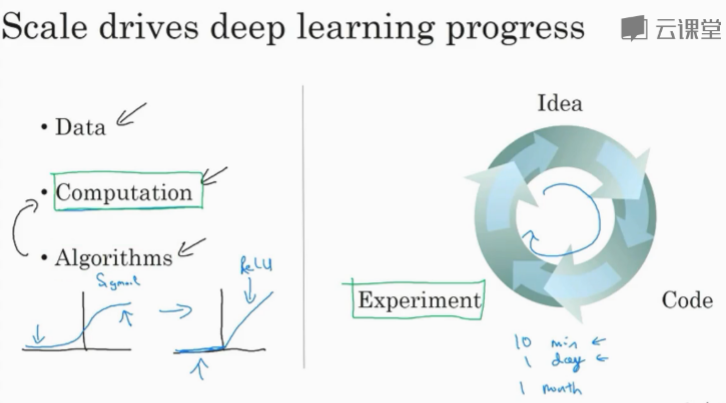 Scale drives deep learning progress
云课堂
• Data
• Computation
• Algorithms
ReLU
Idea
Experiment
Code
10 min
1 day
1 month